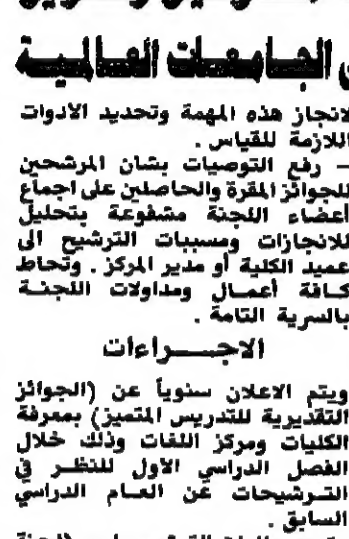 الجامعات العالمية
لانجاز هذه المهمة وتحديد الادوات
اللازمة للقياس .
– رفع التوصيات بشان المرشحين
للجوائز المقرة والحاصلين على اجماع
أعضاء اللجنة مشفوعة بتحليل
للانجازات ومسببات الترشيح الى
عميد الكلية أو مدير المركز . وتحاط
كافة أعمال ومداولات اللجنة
بالسرية التامة .
الاجراءات
ويتم الاعلان سنوياً عن (الجوائز
التقديرية للتدريس المتميز) بمعرفة
الكليات ومركز اللغات وذلك خلال
الفصل الدراسي الاول للنظر في
الترشيحات عن العام الدراسي
السابق .